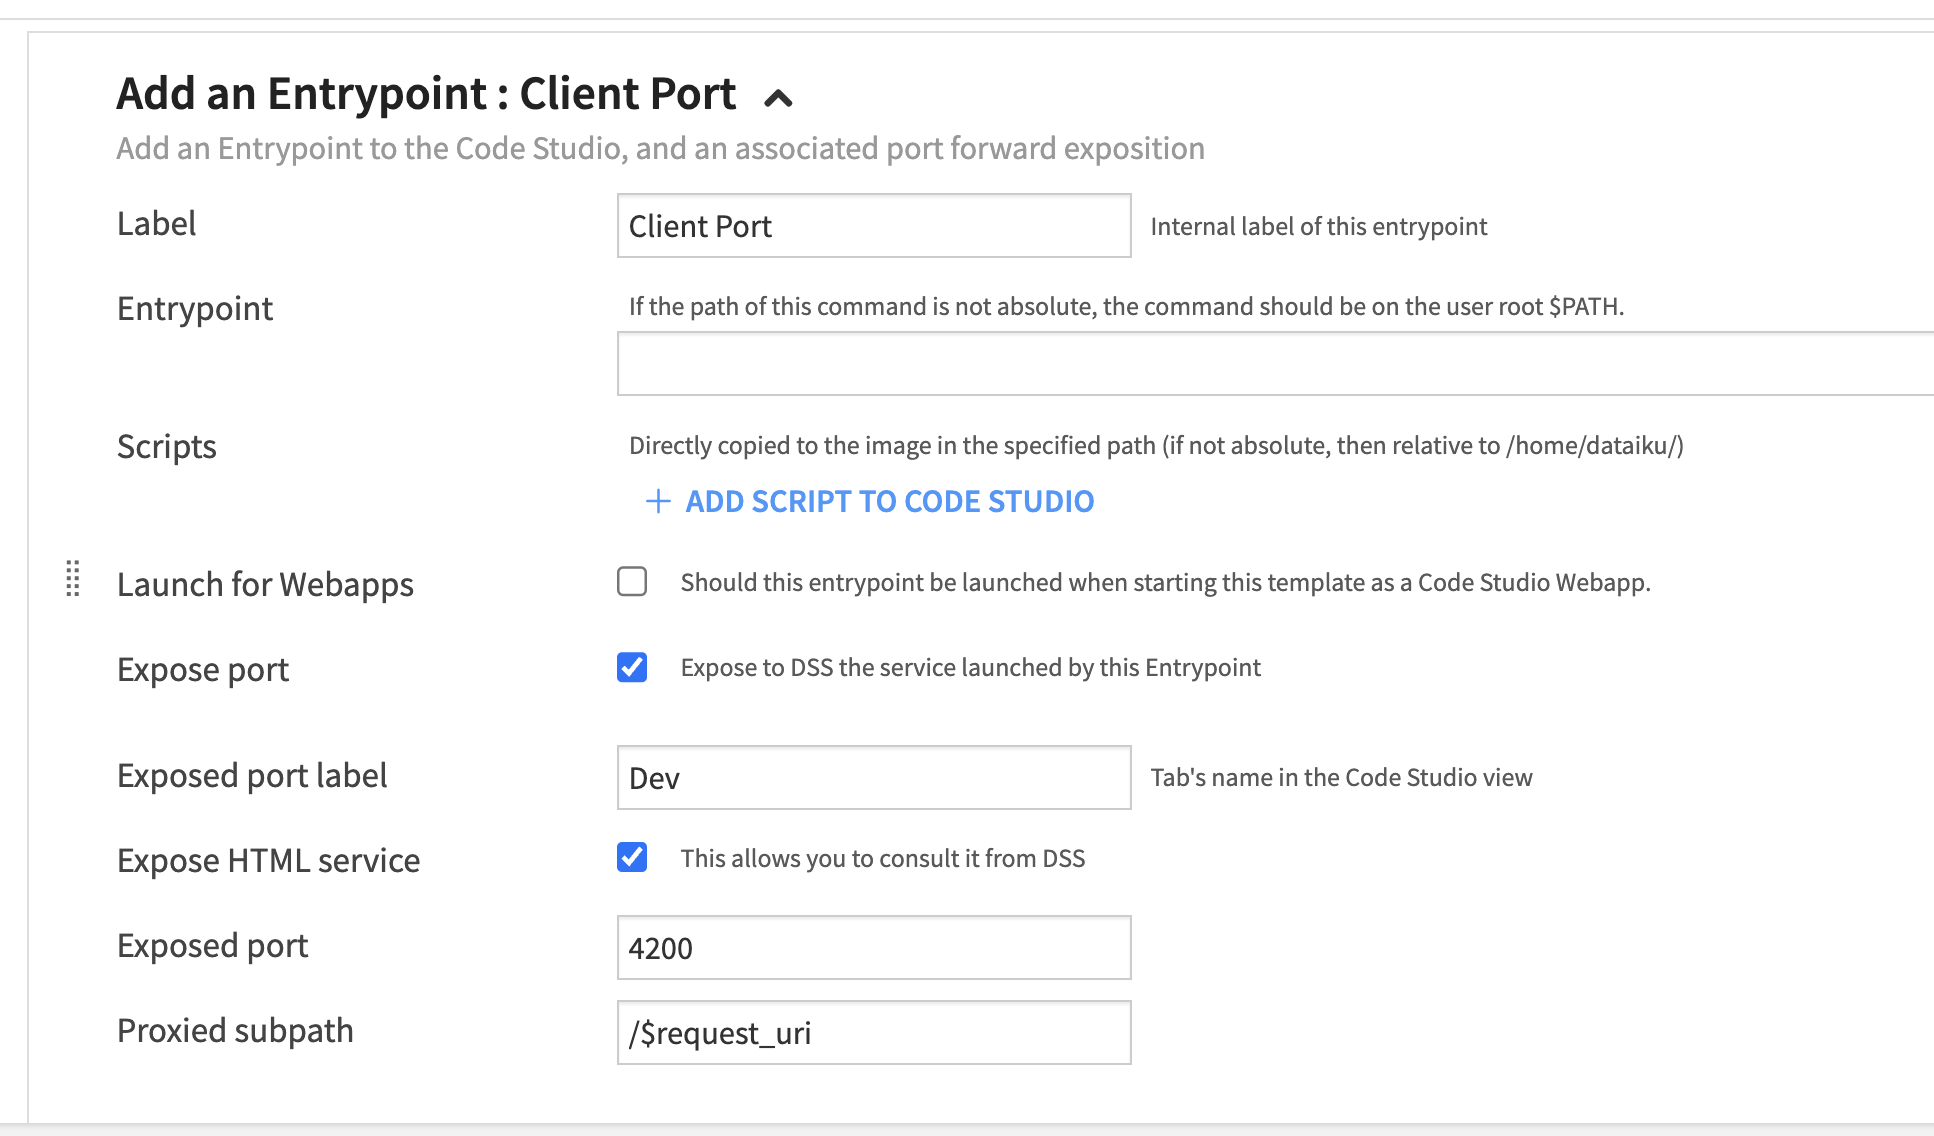 Add an Entrypoint : Client Port
Add an Entrypoint to the Code Studio, and an associated port forward exposition
Label
Client Port
Internal label of this entrypoint
Entrypoint
If the path of this command is not absolute, the command should be on the user root $PATH.
Scripts
Directly copied to the image in the specified path (if not absolute, then relative to /home/dataiku/)
+ ADD SCRIPT TO CODE STUDIO
Launch for Webapps
Should this entrypoint be launched when starting this template as a Code Studio Webapp.
Expose port
Expose to DSS the service launched by this Entrypoint
Exposed port label
Dev
Tab's name in the Code Studio view
Expose HTML service
This allows you to consult it from DSS
Exposed port
4200
Proxied subpath
/$request_uri